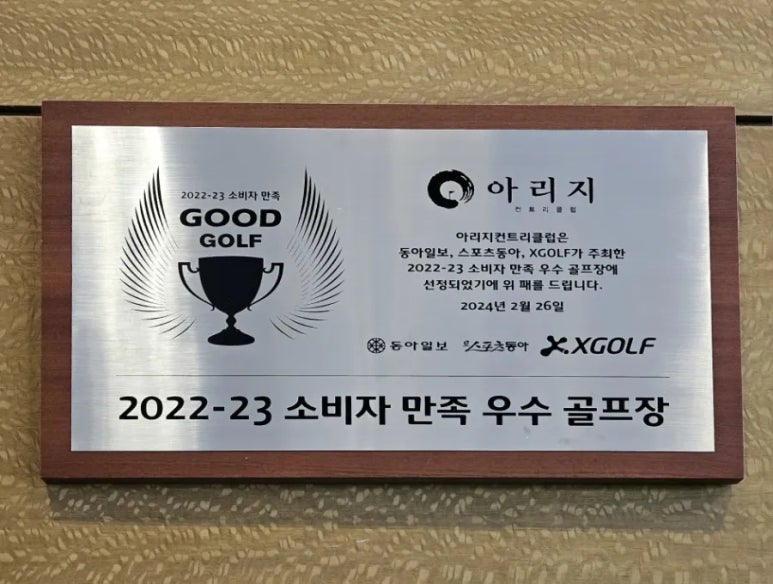 2022-23 소비자 만족
GOOD
GOLF
아리지
컨트리클럽
아리지컨트리클럽은
동아일보, 스포츠동아, XGOLF가 주최한
2022-23 소비자 만족 우수 골프장에
선정되었기에 위 패를 드립니다.
2024년 2월 26일
동아일보 스포츠동아 XGOLF
2022-23 소비자 만족 우수 골프장